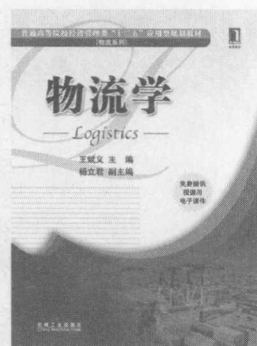 普通高等院校经济管理类“十二五”应用型规划教材
[物流系列]
物流学
Logistics
王斌义 主 编
杨立君 副主编
免费提供
授课用
电子课件
机械工业出版社